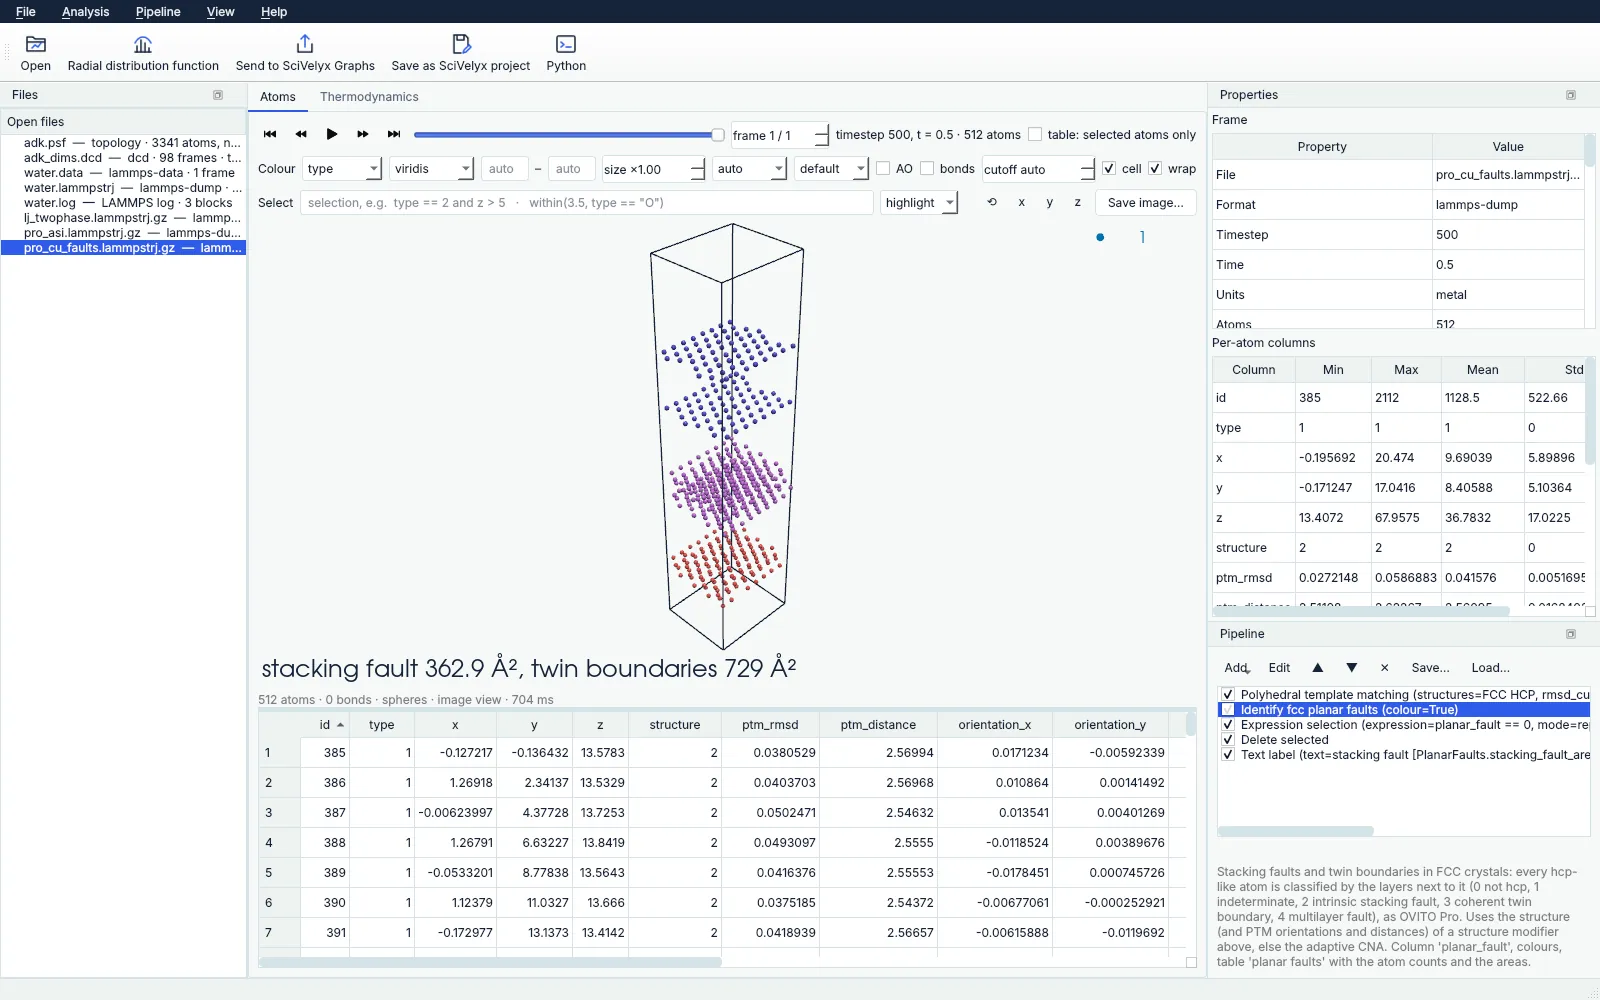 File Analysis Pipeline View Help
Open Radial distribution function Send to SciVelyx Graphs Save as SciVelyx project Python
Files
Open files
adk.psf — topology · 3341 atoms, n...
adk_dims.dcd — dcd · 98 frames · t...
water.data — lammps-data · 1 frame
water.lammpstrj — lammps-dump · ...
water.log — LAMMPS log · 3 blocks
lj_twophase.lammpstrj.gz — lammp...
pro_asi.lammpstrj.gz — lammps-du...
pro_cu_faults.lammpstrj.gz — lamm...
Atoms Thermodynamics
frame 1 / 1 timestep 500, t = 0.5 · 512 atoms table: selected atoms only
Colour type viridis auto – auto size ×1.00 auto default AO bonds cutoff auto cell wrap
Select selection, e.g. type == 2 and z > 5 · within(3.5, type == "O") highlight ⟲ x y z Save image...
1
stacking fault 362.9 Å², twin boundaries 729 Å²
512 atoms · 0 bonds · spheres · image view · 704 ms
id type x y z structure ptm_rmsd ptm_distance orientation_x orientation_y
1 385 1 -0.127217 -0.136432 13.5783 2 0.0380529 2.56994 0.0171234 -0.00592339
2 386 1 1.26918 2.34137 13.5329 2 0.0403703 2.56968 0.010864 0.00141492
3 387 1 -0.00623997 4.37728 13.7253 2 0.0502471 2.54632 0.013541 0.00401269
4 388 1 1.26791 6.63227 13.8419 2 0.0493097 2.5555 -0.0118524 0.00389676
5 389 1 -0.0533201 8.77838 13.5643 2 0.0416376 2.55553 -0.0178451 0.000745726
6 390 1 1.12379 11.0327 13.666 2 0.0375185 2.54372 -0.00677061 -0.000252921
7 391 1 -0.172977 13.1373 13.4142 2 0.0418939 2.56657 -0.00615888 -0.0119692
Properties
Frame
Property Value
File pro_cu_faults.lammpstrj...
Format lammps-dump
Timestep 500
Time 0.5
Units metal
Atoms 512
Per-atom columns
Column Min Max Mean Std
id 385 2112 1128.5 522.66
type 1 1 1 0
x -0.195692 20.474 9.69039 5.89896
y -0.171247 17.0416 8.40588 5.10364
z 13.4072 67.9575 36.7832 17.0225
structure 2 2 2 0
ptm_rmsd 0.0272148 0.0586883 0.041576 0.0051695
Pipeline
Add Edit ▲ ▼ ✕ Save... Load...
Polyhedral template matching (structures=FCC HCP, rmsd_cu
Identify fcc planar faults (colour=True)
Expression selection (expression=planar_fault == 0, mode=re
Delete selected
Text label (text=stacking fault [PlanarFaults.stacking_fault_are
Stacking faults and twin boundaries in FCC crystals: every hcp-
like atom is classified by the layers next to it (0 not hcp, 1
indeterminate, 2 intrinsic stacking fault, 3 coherent twin
boundary, 4 multilayer fault), as OVITO Pro. Uses the structure
(and PTM orientations and distances) of a structure modifier
above, else the adaptive CNA. Column 'planar_fault', colours,
table 'planar faults' with the atom counts and the areas.